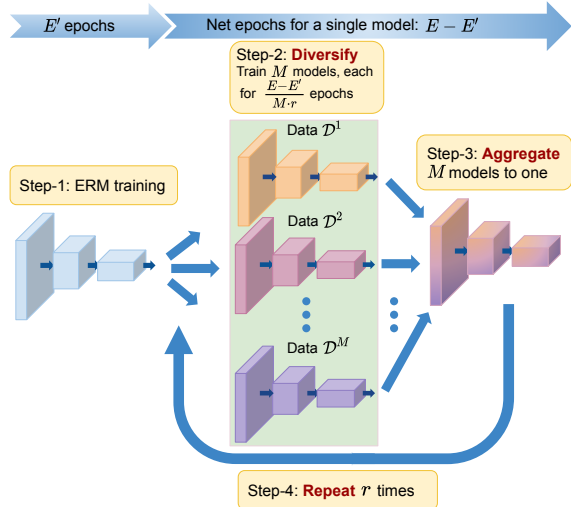 E′ epochs
Net epochs for a single model: E − E′
Step-2: Diversify
Train M models, each
for \frac{E−E′}{M·r} epochs
Data 𝒟¹
Step-3: Aggregate
M models to one
Step-1: ERM training
Data 𝒟²
Data 𝒟ᴹ
Step-4: Repeat r times